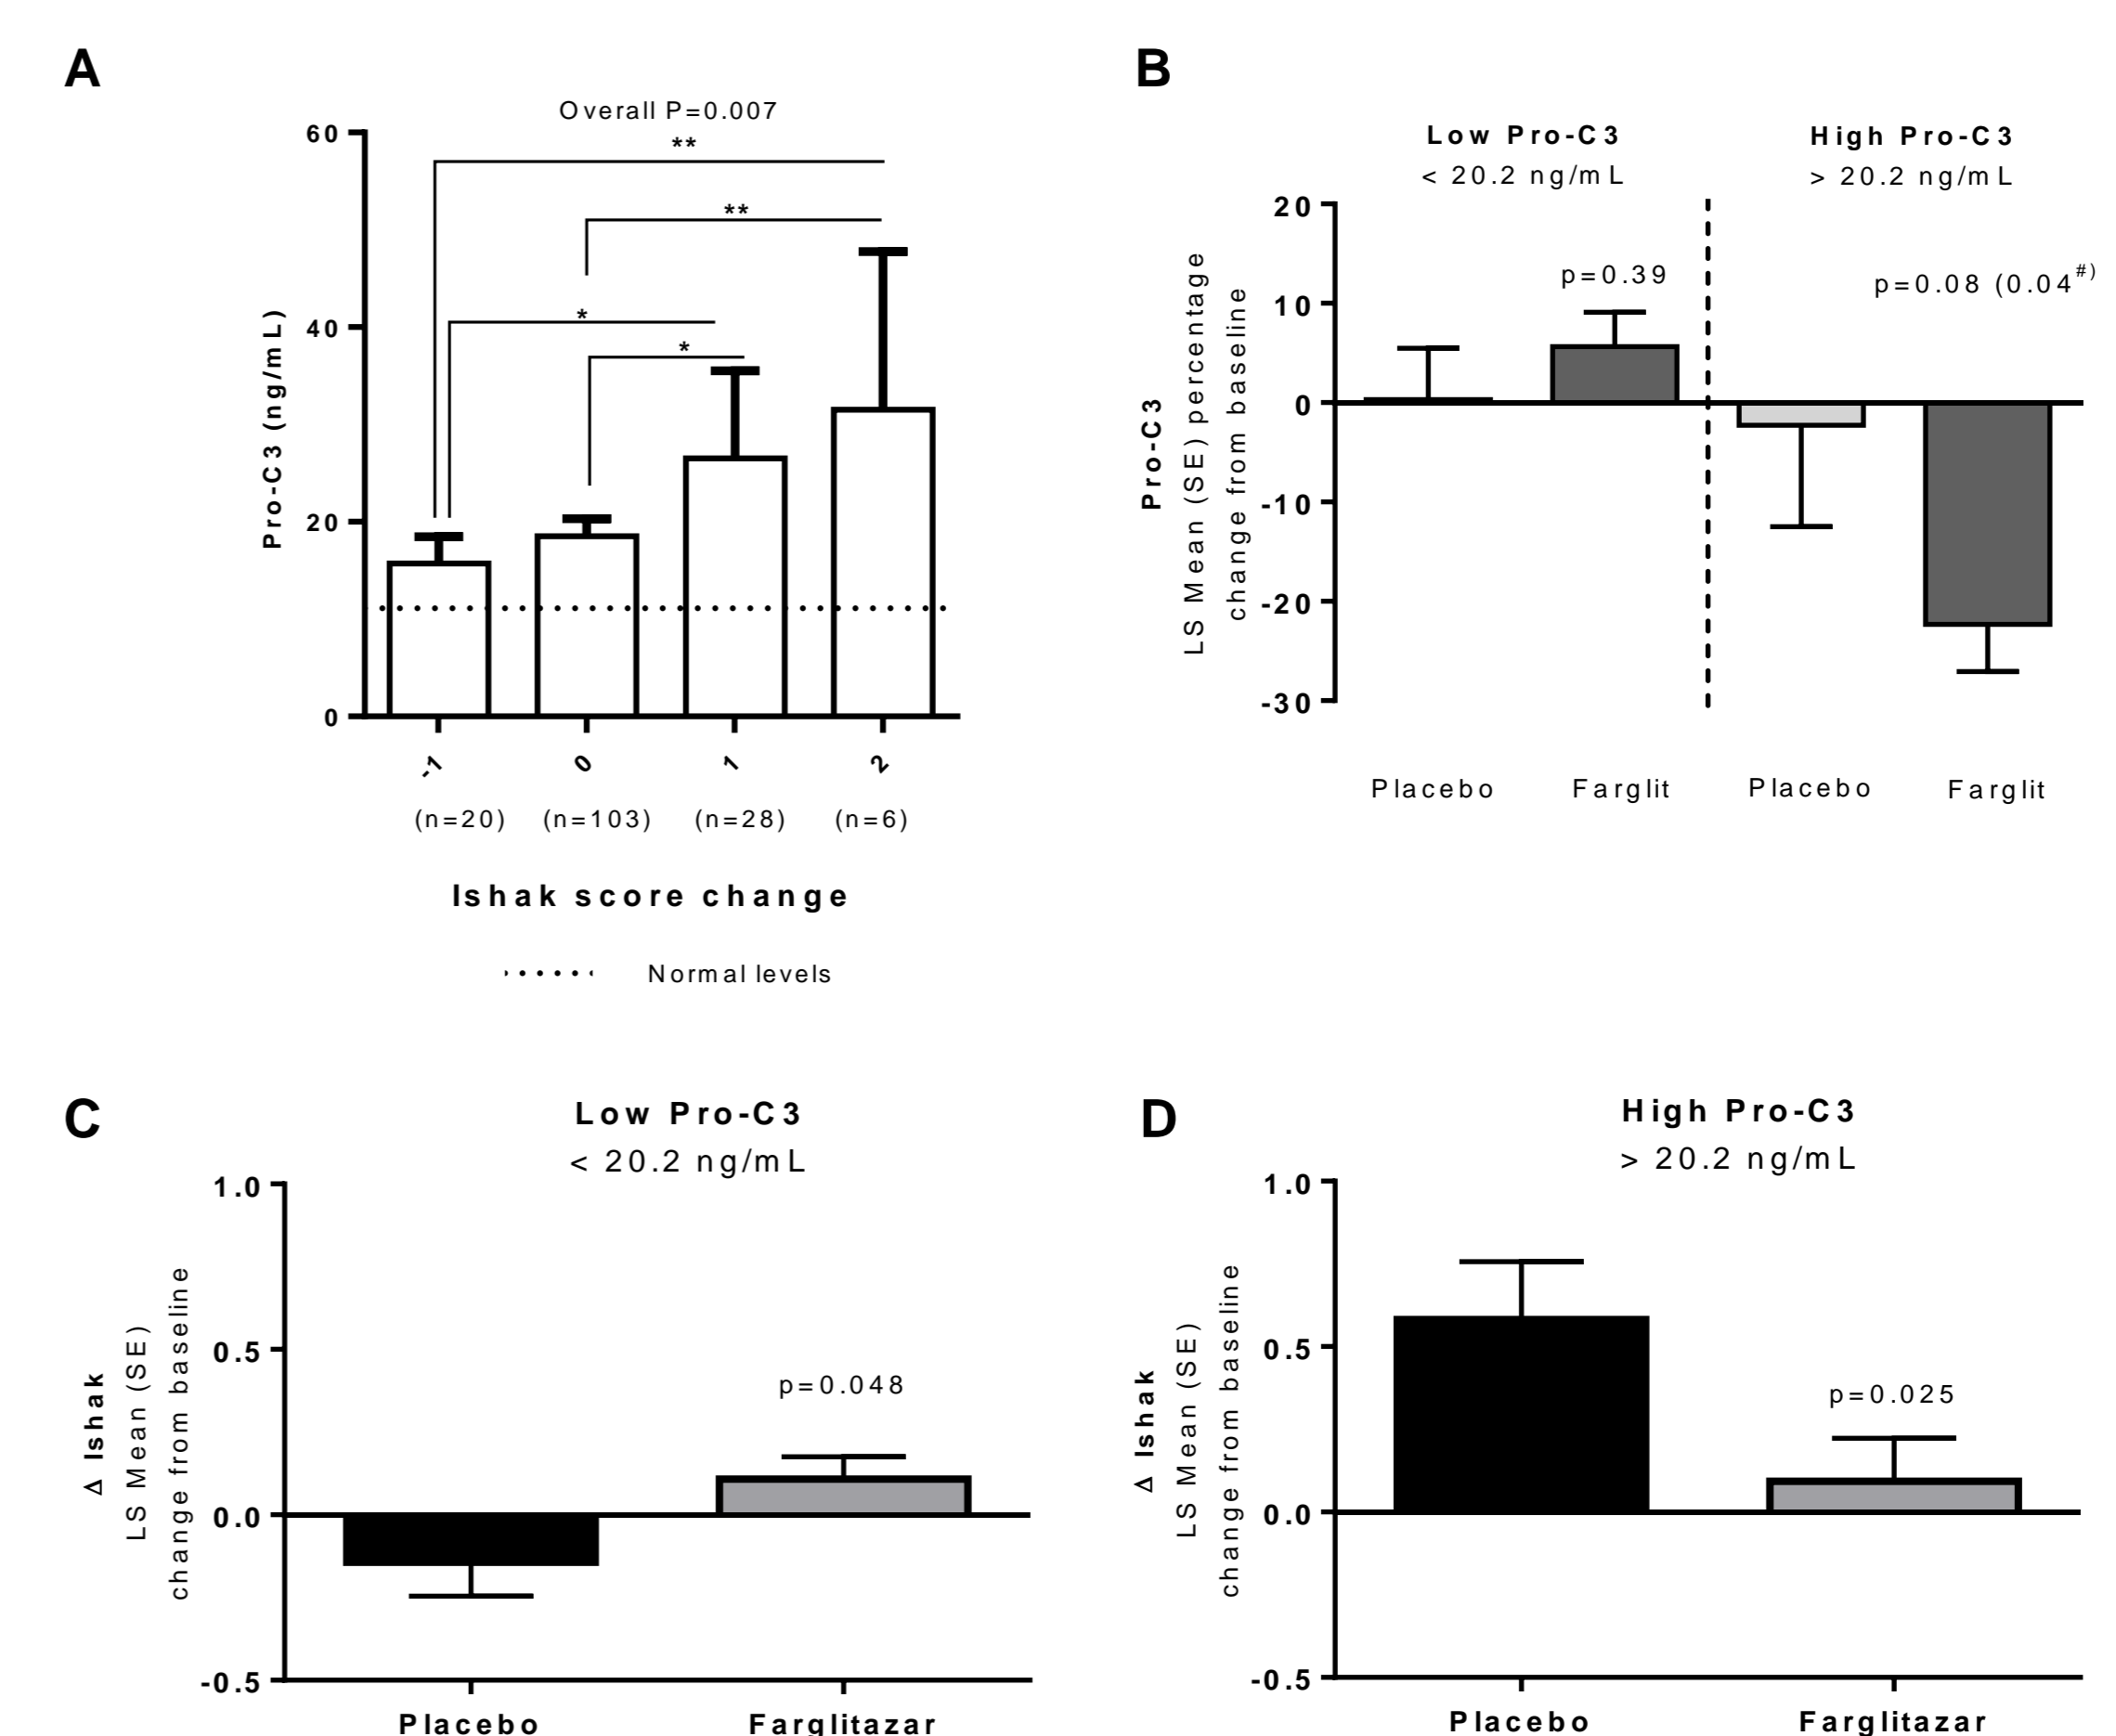 A
Overall P=0.007
**
**
*
*
60
40
20
0
Pro-C3 (ng/mL)
-1
0
1
2
(n=20)
(n=103)
(n=28)
(n=6)
Ishak score change
Normal levels
B
Low Pro-C3
< 20.2 ng/mL
High Pro-C3
> 20.2 ng/mL
p=0.39
p=0.08 (0.04#)
20
10
0
-10
-20
-30
Pro-C3
LS Mean (SE) percentage
change from baseline
Placebo
Farglit
Placebo
Farglit
C
Low Pro-C3
< 20.2 ng/mL
1.0
0.5
0.0
-0.5
Δ Ishak
LS Mean (SE)
change from baseline
p=0.048
Placebo
Farglitazar
D
High Pro-C3
> 20.2 ng/mL
1.0
0.5
0.0
-0.5
Δ Ishak
LS Mean (SE)
change from baseline
p=0.025
Placebo
Farglitazar